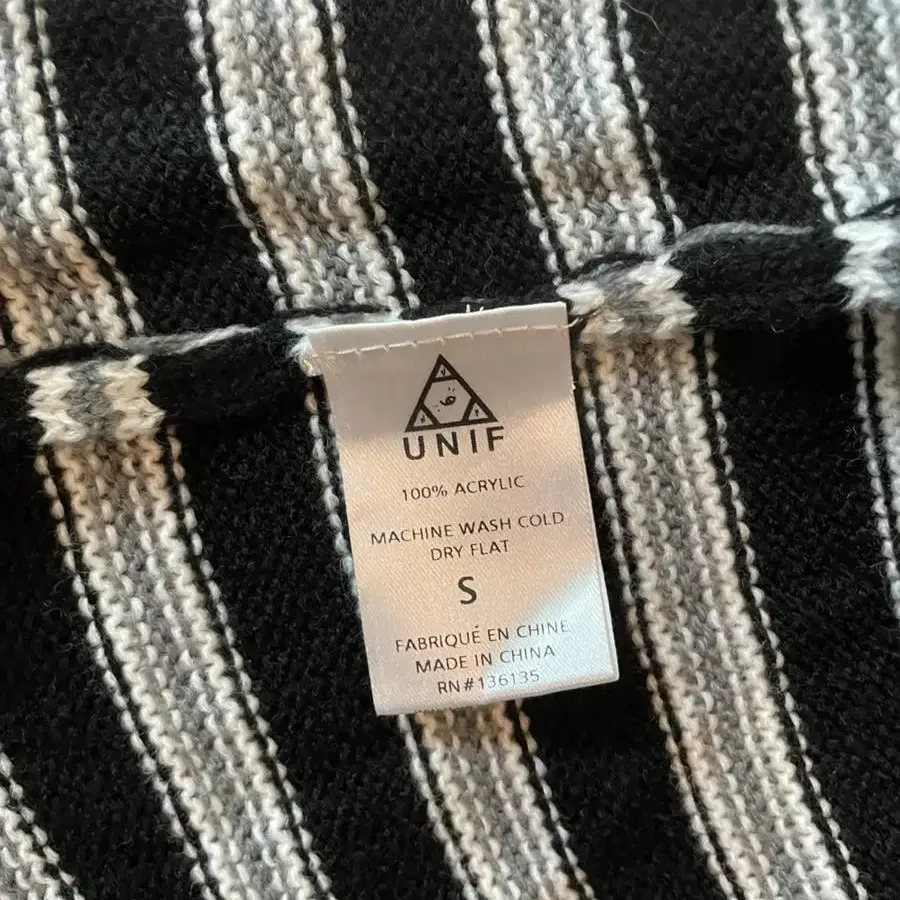 UNIF
100% ACRYLIC
MACHINE WASH COLD
DRY FLAT
S
FABRIQUÉ EN CHINE
MADE IN CHINA
RN#136135